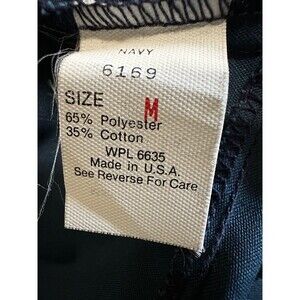 NAVY
6169
SIZE M
65% Polyester
35% Cotton
WPL 6635
Made in U.S.A.
See Reverse For Care